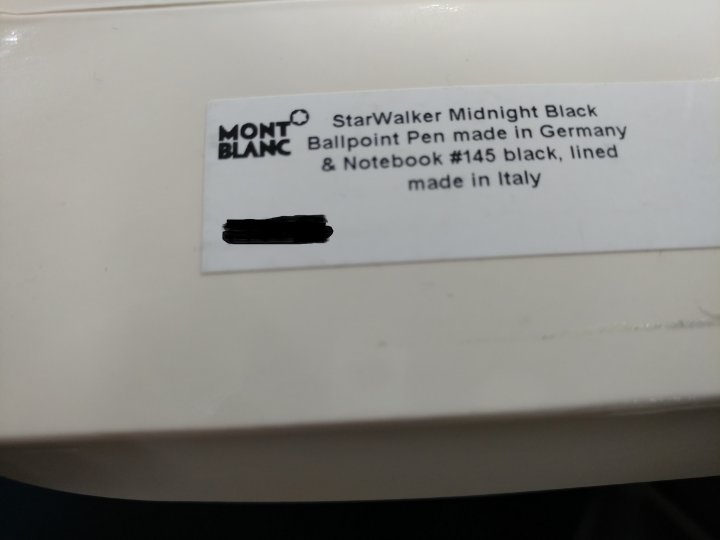 MONT
BLANC
StarWalker Midnight Black
Ballpoint Pen made in Germany
& Notebook #145 black, lined
made in Italy